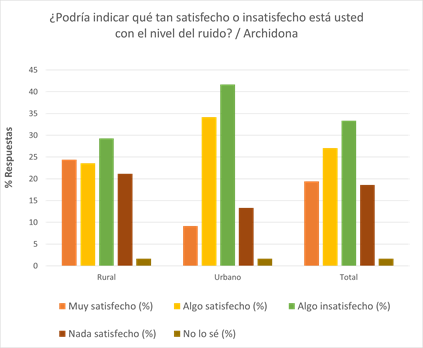 ¿Podría indicar qué tan satisfecho o insatisfecho está usted
con el nivel del ruido? / Archidona
% Respuestas
45
40
35
30
25
20
15
10
5
0
Rural
Urbano
Total
Muy satisfecho (%)
Algo satisfecho (%)
Algo insatisfecho (%)
Nada satisfecho (%)
No lo sé (%)